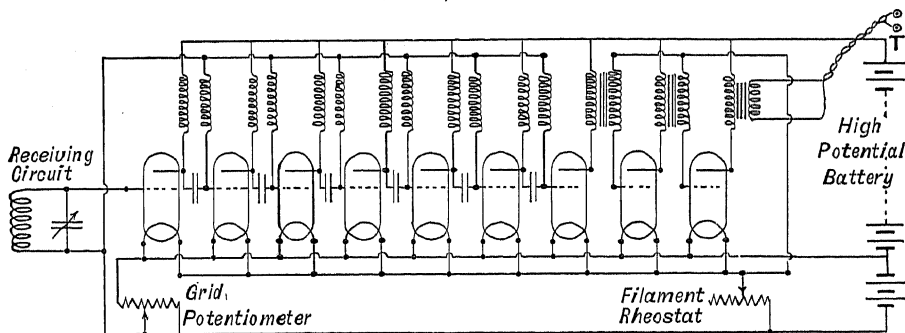 T
High
Potential
Battery
Receiving
Circuit
Grid,
Potentiometer
Filament
Rheostat